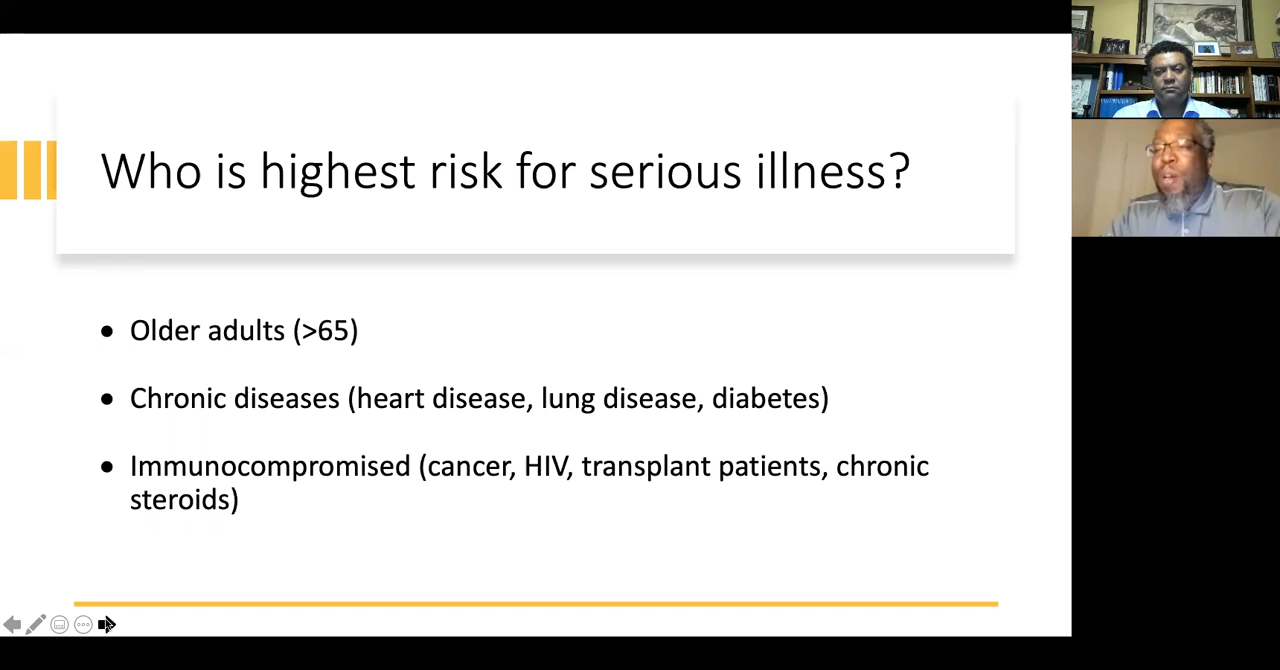 Who is highest risk for serious illness?
• Older adults (>65)
• Chronic diseases (heart disease, lung disease, diabetes)
• Immunocompromised (cancer, HIV, transplant patients, chronic
steroids)